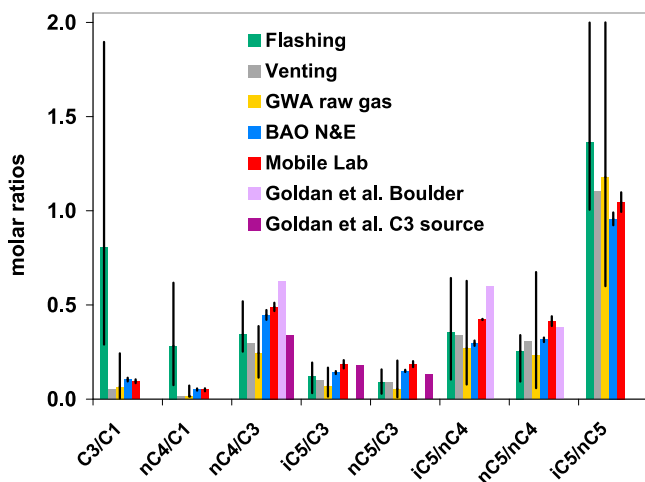 2.0
1.5
1.0
0.5
0.0
molar ratios
Flashing
Venting
GWA raw gas
BAO N&E
Mobile Lab
Goldan et al. Boulder
Goldan et al. C3 source
C3/C1
nC4/C1
nC4/C3
iC5/C3
nC5/C3
iC5/nC4
nC5/nC4
iC5/nC5